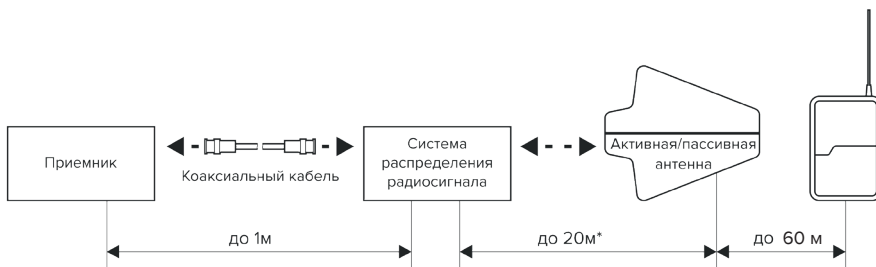 Приемник
Коаксиальный кабель
Система
распределения
радиосигнала
Активная/пассивная
антенна
до 1м
до 20м*
до 60 м